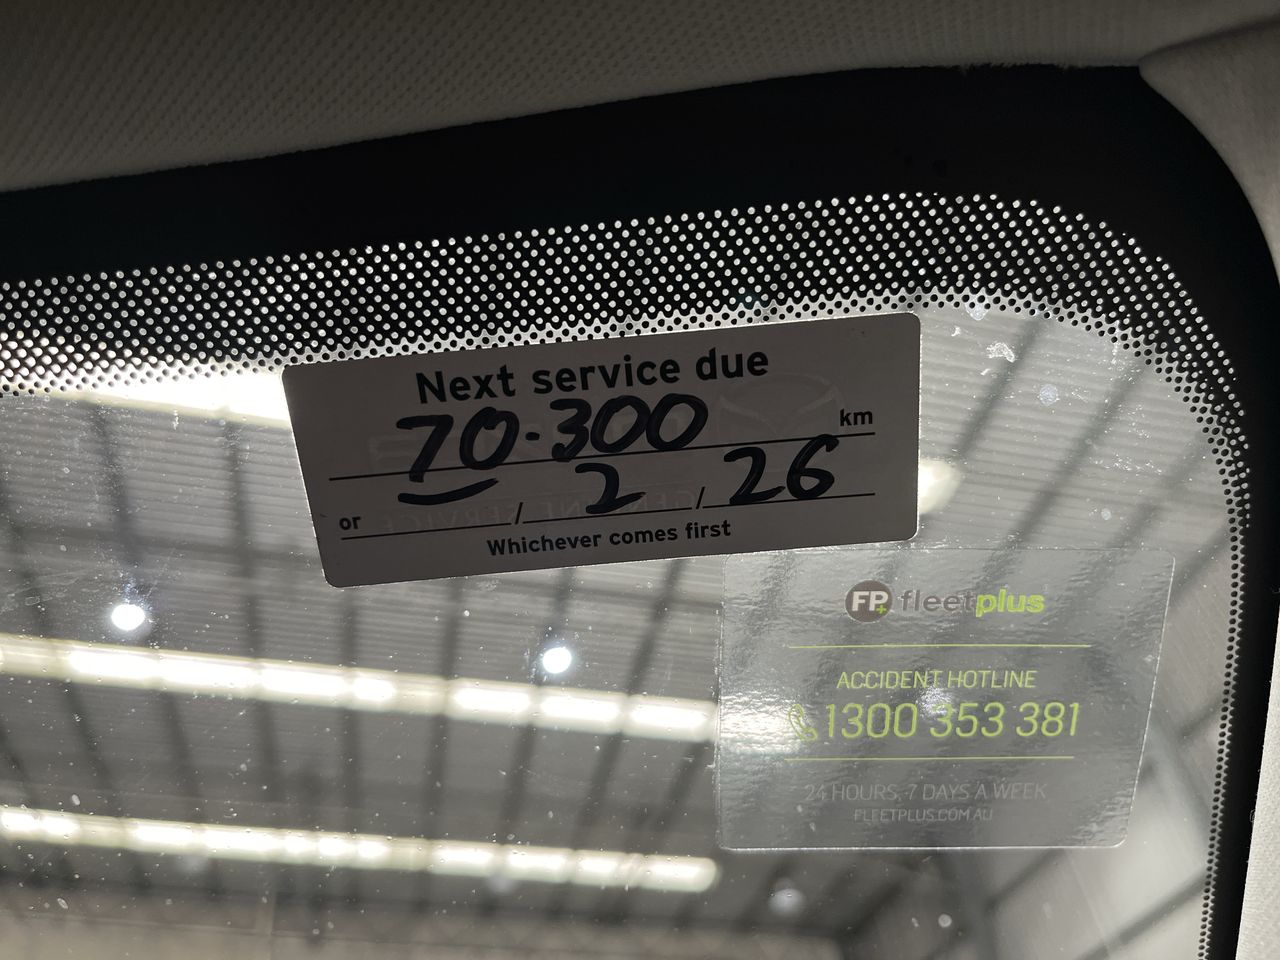 Next service due
70.300 km
or / 2 / 26
Whichever comes first
FP+ fleetplus
ACCIDENT HOTLINE
1300 353 381
24 HOURS, 7 DAYS A WEEK
FLEETPLUS.COM.AU